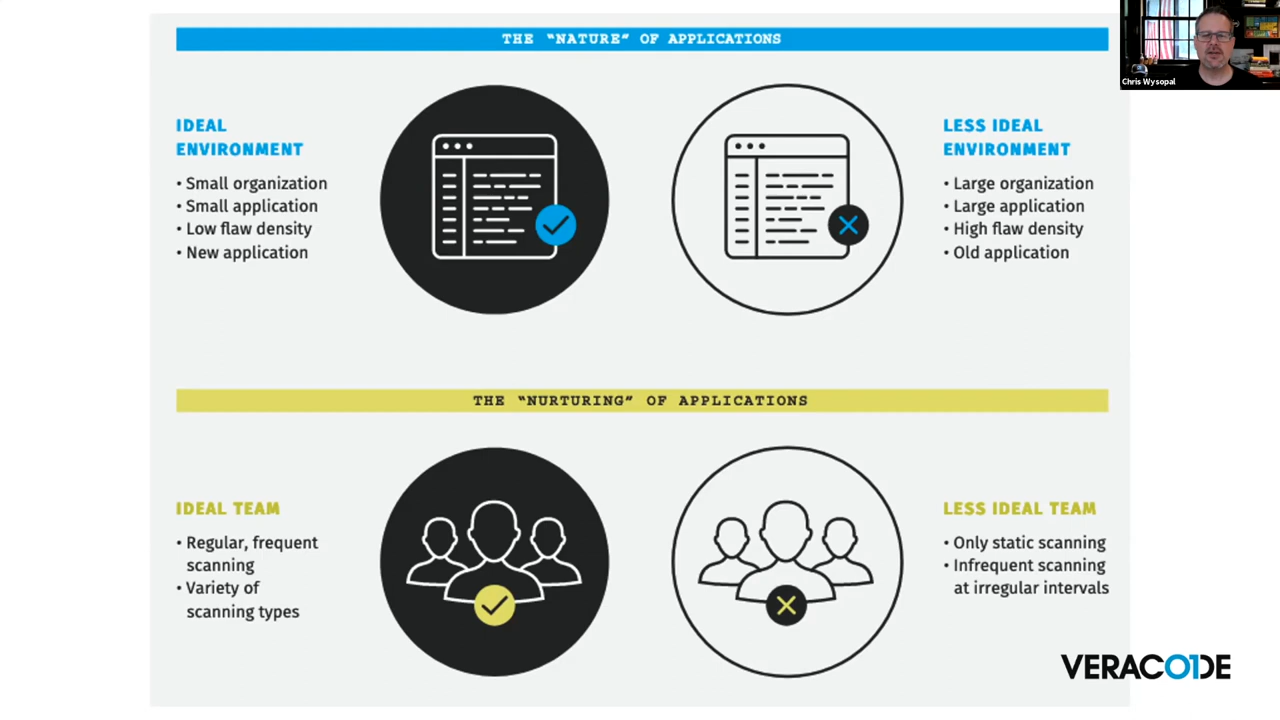 THE “NATURE” OF APPLICATIONS
Chris Wysopal
IDEAL
ENVIRONMENT
• Small organization
• Small application
• Low flaw density
• New application
LESS IDEAL
ENVIRONMENT
• Large organization
• Large application
• High flaw density
• Old application
THE “NURTURING” OF APPLICATIONS
IDEAL TEAM
• Regular, frequent
scanning
• Variety of
scanning types
LESS IDEAL TEAM
• Only static scanning
• Infrequent scanning
at irregular intervals
VERACODE